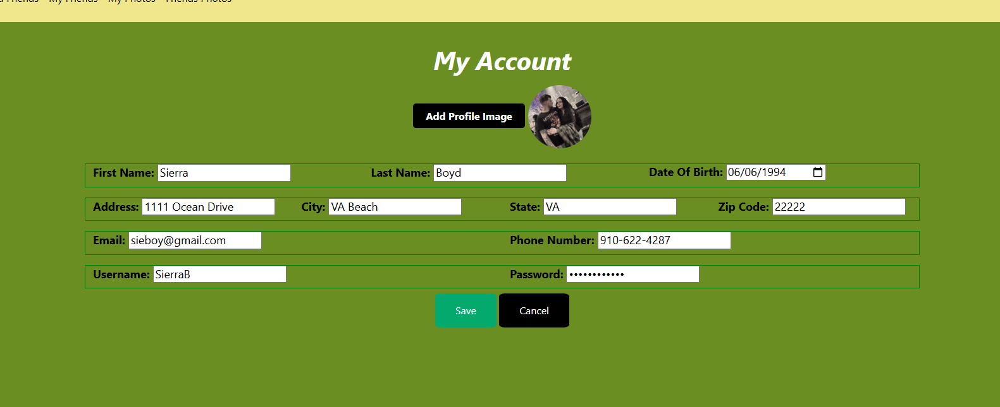 Friends My Friends My Photos Friends Photos
My Account
Add Profile Image
First Name: Sierra Last Name: Boyd Date Of Birth: 06/06/1994
Address: 1111 Ocean Drive City: VA Beach State: VA Zip Code: 22222
Email: sieboy@gmail.com Phone Number: 910-622-4287
Username: SierraB Password: ••••••••••••
Save Cancel